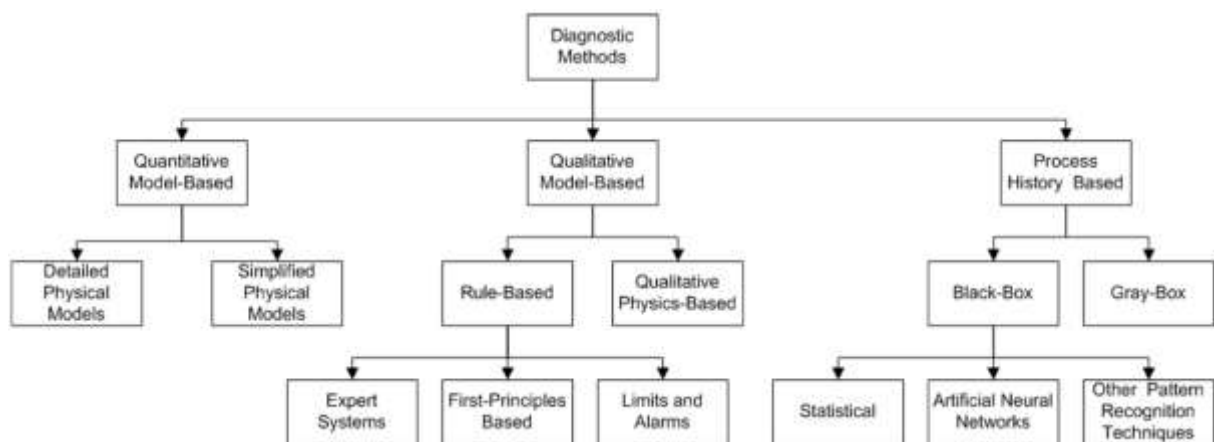 Diagnostic
Methods
Quantitative
Model-Based
Qualitative
Model-Based
Process
History Based
Detailed
Physical
Models
Simplified
Physical
Models
Rule-Based
Qualitative
Physics-Based
Black-Box
Gray-Box
Expert
Systems
First-Principles
Based
Limits and
Alarms
Statistical
Artificial Neural
Networks
Other Pattern
Recognition
Techniques